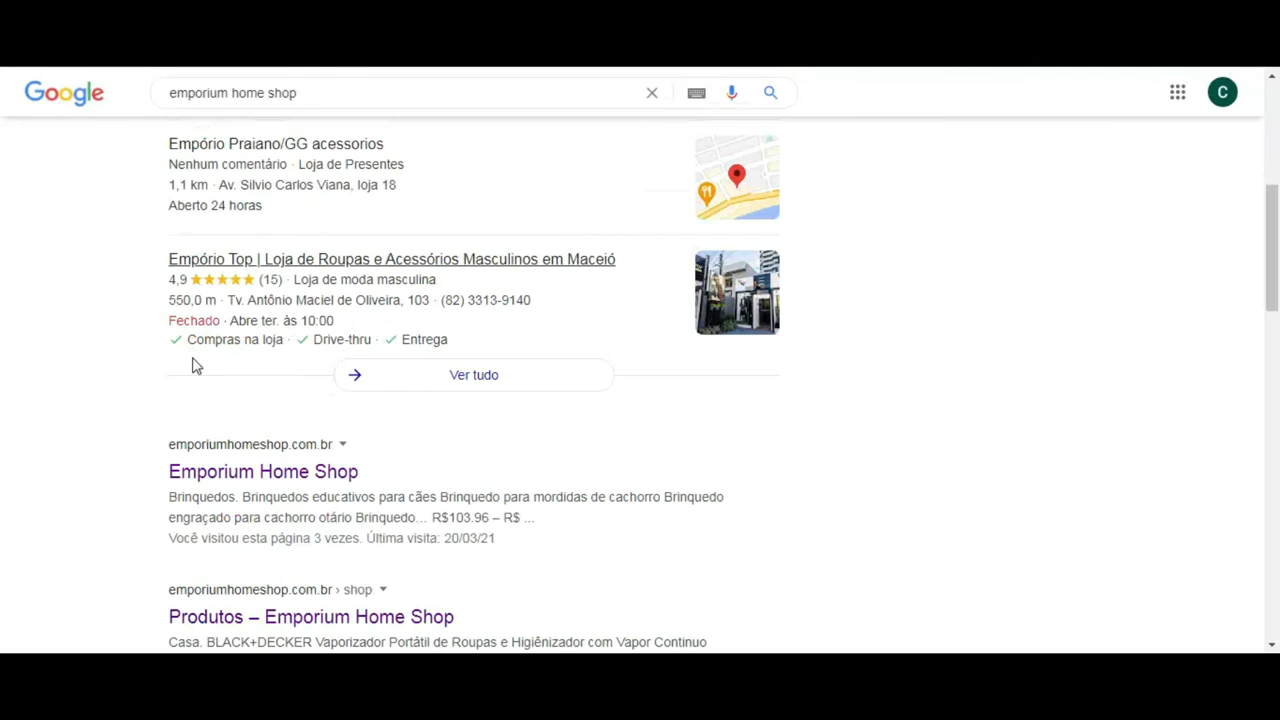 Google
emporium home shop
C
Empório Praiano/GG acessorios
Nenhum comentário · Loja de Presentes
1,1 km · Av. Silvio Carlos Viana, loja 18
Aberto 24 horas
Empório Top | Loja de Roupas e Acessórios Masculinos em Maceió
4,9 ★★★★★ (15) · Loja de moda masculina
550,0 m · Tv. Antônio Maciel de Oliveira, 103 · (82) 3313-9140
Fechado · Abre ter. às 10:00
✓ Compras na loja · ✓ Drive-thru · ✓ Entrega
→ Ver tudo
emporiumhomeshop.com.br
Emporium Home Shop
Brinquedos. Brinquedos educativos para cães Brinquedo para mordidas de cachorro Brinquedo
engraçado para cachorro otário Brinquedo... R$103.96 – R$ ...
Você visitou esta página 3 vezes. Última visita: 20/03/21
emporiumhomeshop.com.br › shop
Produtos – Emporium Home Shop
Casa. BLACK+DECKER Vaporizador Portátil de Roupas e Higiênizador com Vapor Continuo